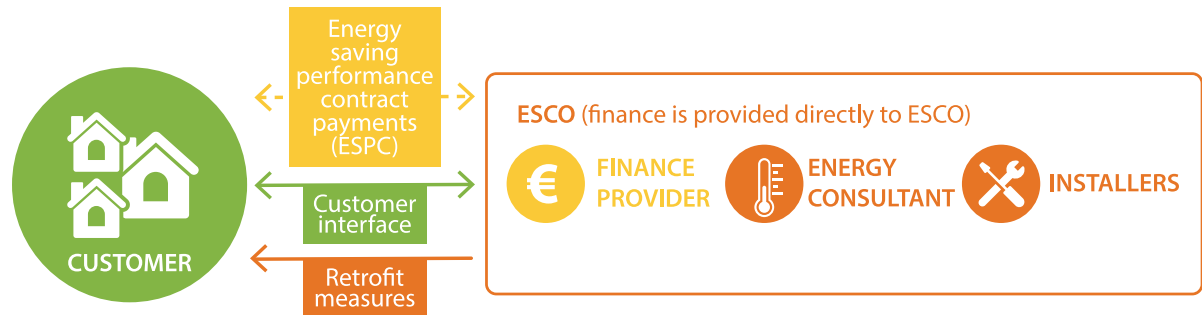 Energy
saving
performance
contract
payments
(ESPC)
Customer
interface
Retrofit
measures
CUSTOMER
ESCO (finance is provided directly to ESCO)
€
FINANCE
PROVIDER
ENERGY
CONSULTANT
INSTALLERS